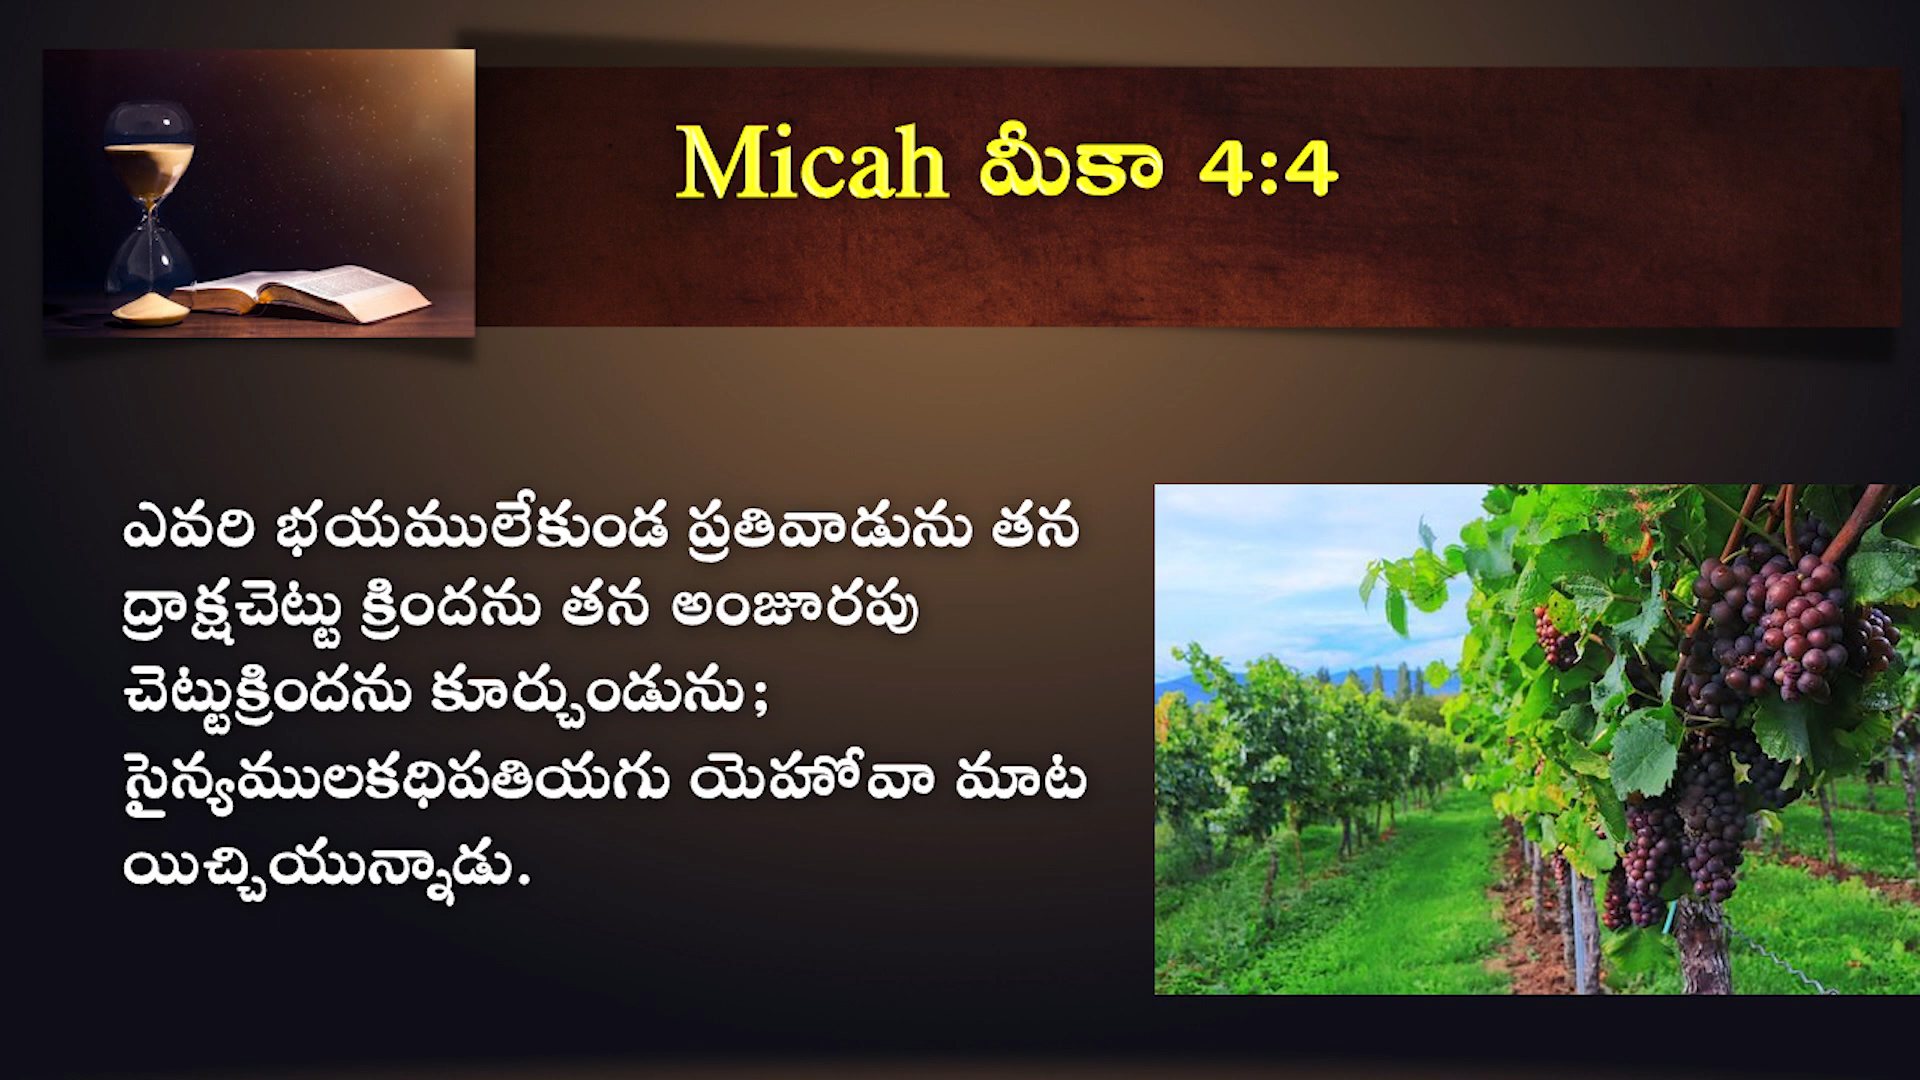 Micah మీకా 4:4
ఎవరి భయములేకుండ ప్రతివాడును తన
ద్రాక్షచెట్టు క్రిందను తన అంజూరపు
చెట్టుక్రిందను కూర్చుండును;
సైన్యములకధిపతియగు యెహోవా మాట
యిచ్చియున్నాడు.